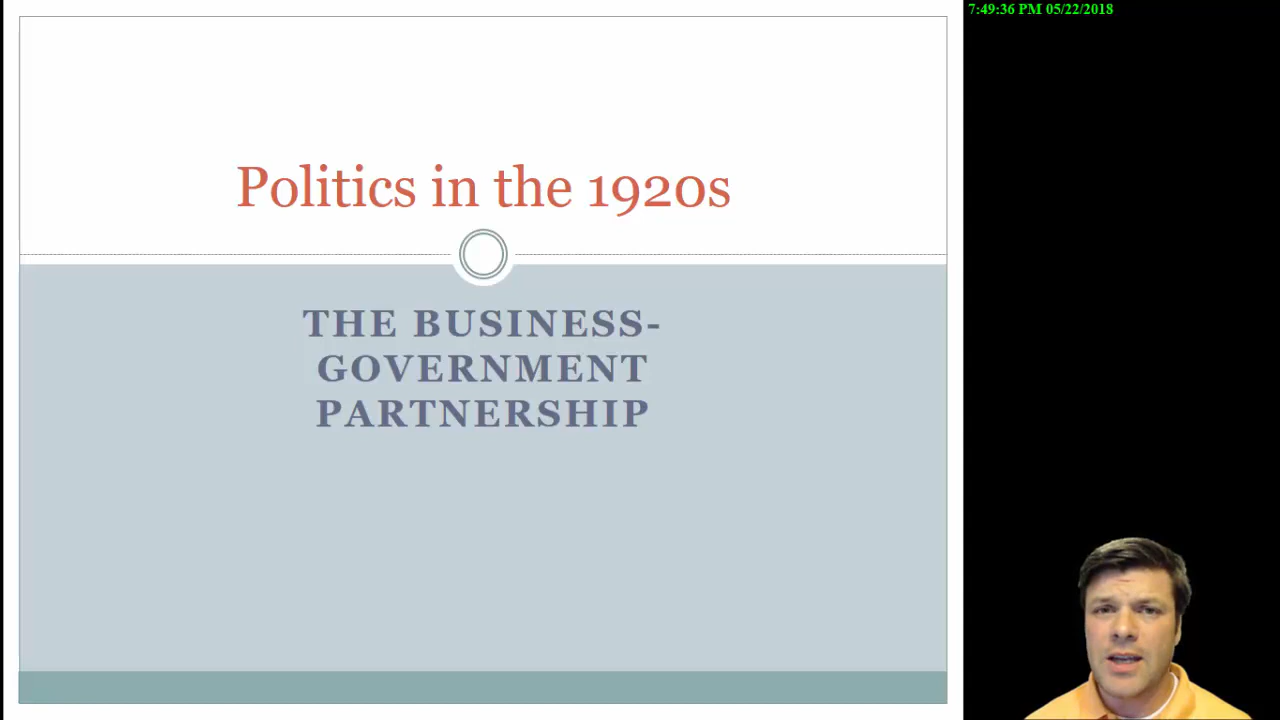 7:49:36 PM 05/22/2018
Politics in the 1920s
THE BUSINESS-
GOVERNMENT
PARTNERSHIP